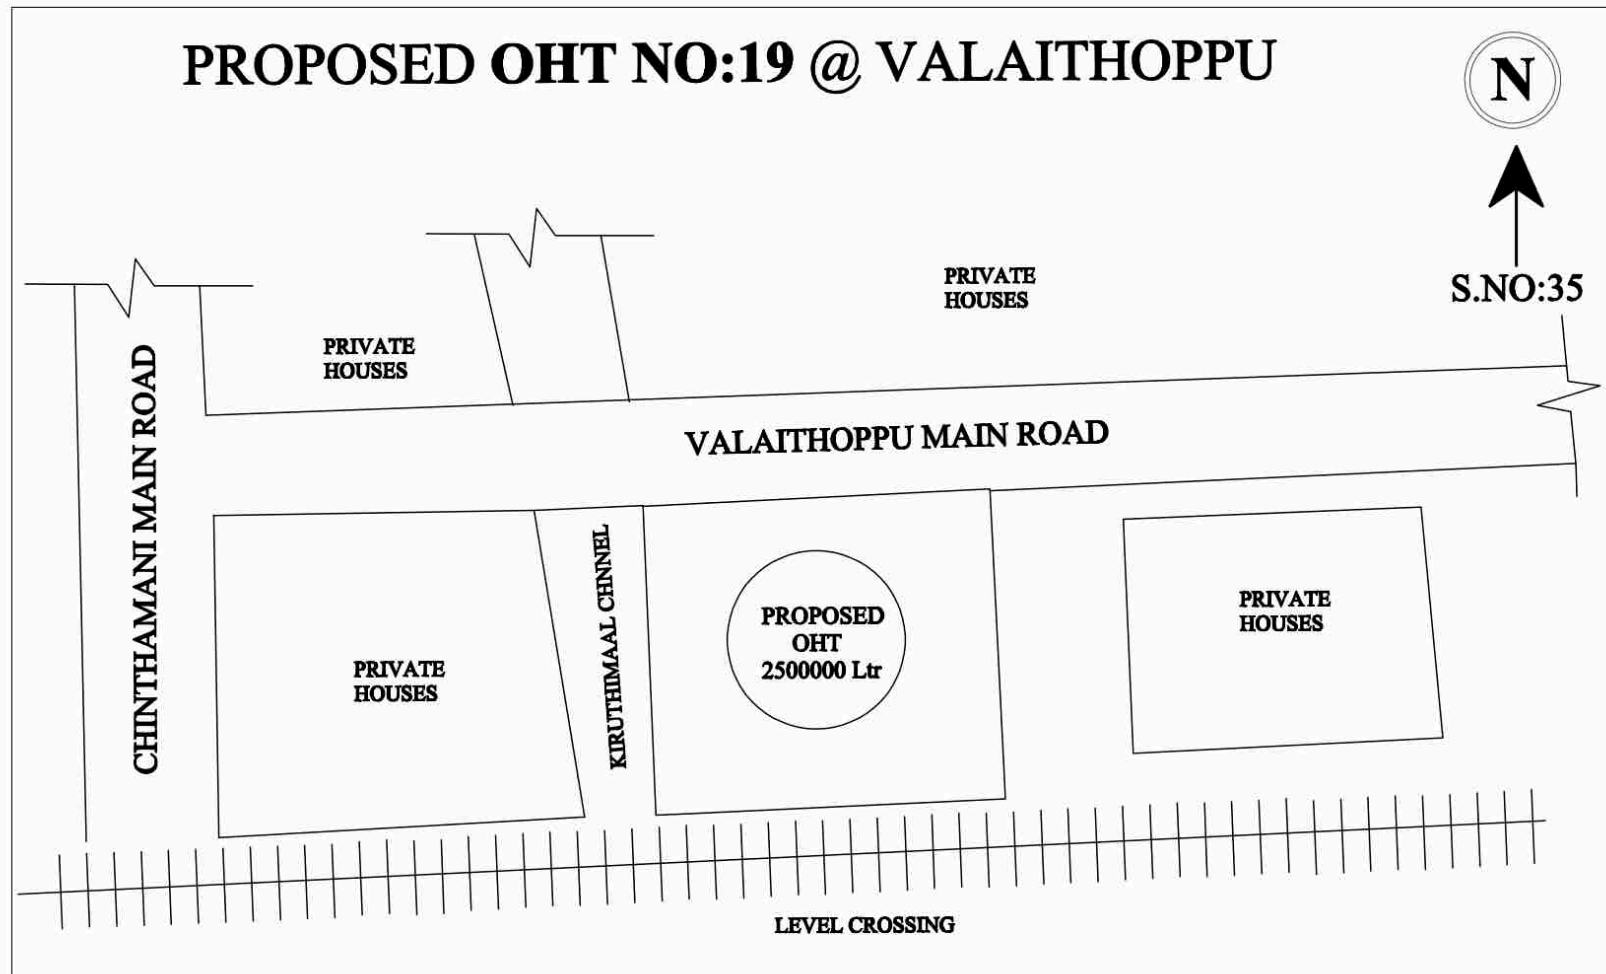 PROPOSED OHT NO:19 @ VALAITHOPPU
N
S.NO:35
PRIVATE
HOUSES
PRIVATE
HOUSES
CHINTHAMANI MAIN ROAD
VALAITHOPPU MAIN ROAD
PRIVATE
HOUSES
KIRUTHIMAAL CHNNEL
PROPOSED
OHT
2500000 Ltr
PRIVATE
HOUSES
LEVEL CROSSING